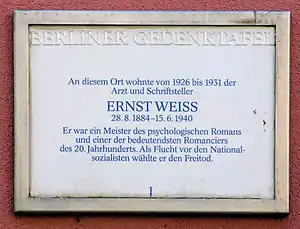 BERLINER GEDENKTAFEL
An diesem Ort wohnte von 1926 bis 1931 der
Arzt und Schriftsteller
ERNST WEISS
28. 8. 1884 – 15. 6. 1940
Er war ein Meister des psychologischen Romans
und einer der bedeutendsten Romanciers
des 20. Jahrhunderts. Als Flucht vor den National-
sozialisten wählte er den Freitod.